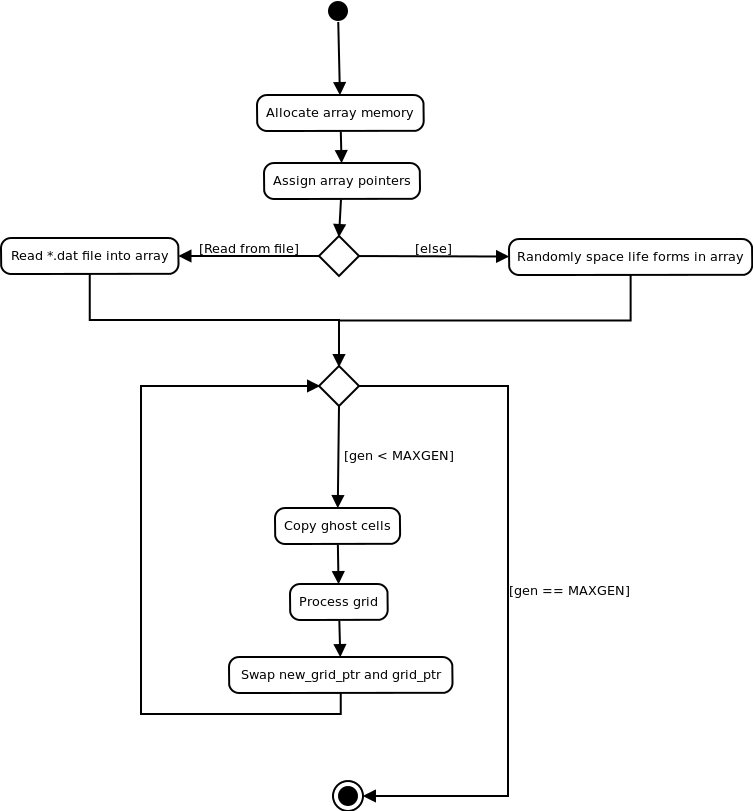 Allocate array memory
Assign array pointers
[Read from file]
[else]
Read *.dat file into array
Randomly space life forms in array
[gen < MAXGEN]
Copy ghost cells
[gen == MAXGEN]
Process grid
Swap new_grid_ptr and grid_ptr